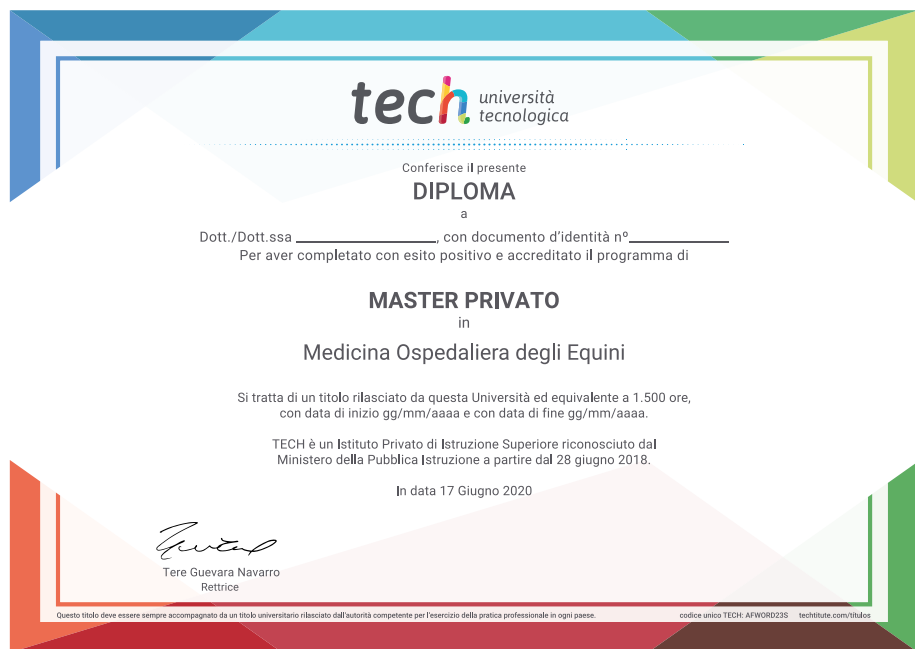 tech università
tecnologica
Conferisce il presente
DIPLOMA
a
Dott./Dott.ssa ______________, con documento d'identità nº__________
Per aver completato con esito positivo e accreditato il programma di
MASTER PRIVATO
in
Medicina Ospedaliera degli Equini
Si tratta di un titolo rilasciato da questa Università ed equivalente a 1.500 ore,
con data di inizio gg/mm/aaaa e con data di fine gg/mm/aaaa.
TECH è un Istituto Privato di Istruzione Superiore riconosciuto dal
Ministero della Pubblica Istruzione a partire dal 28 giugno 2018.
In data 17 Giugno 2020
Tere Guevara Navarro
Rettrice
Questo titolo deve essere sempre accompagnato da un titolo universitario rilasciato dall'autorità competente per l'esercizio della pratica professionale in ogni paese. codice unico TECH: AFWORD23S techtitute.com/titulos